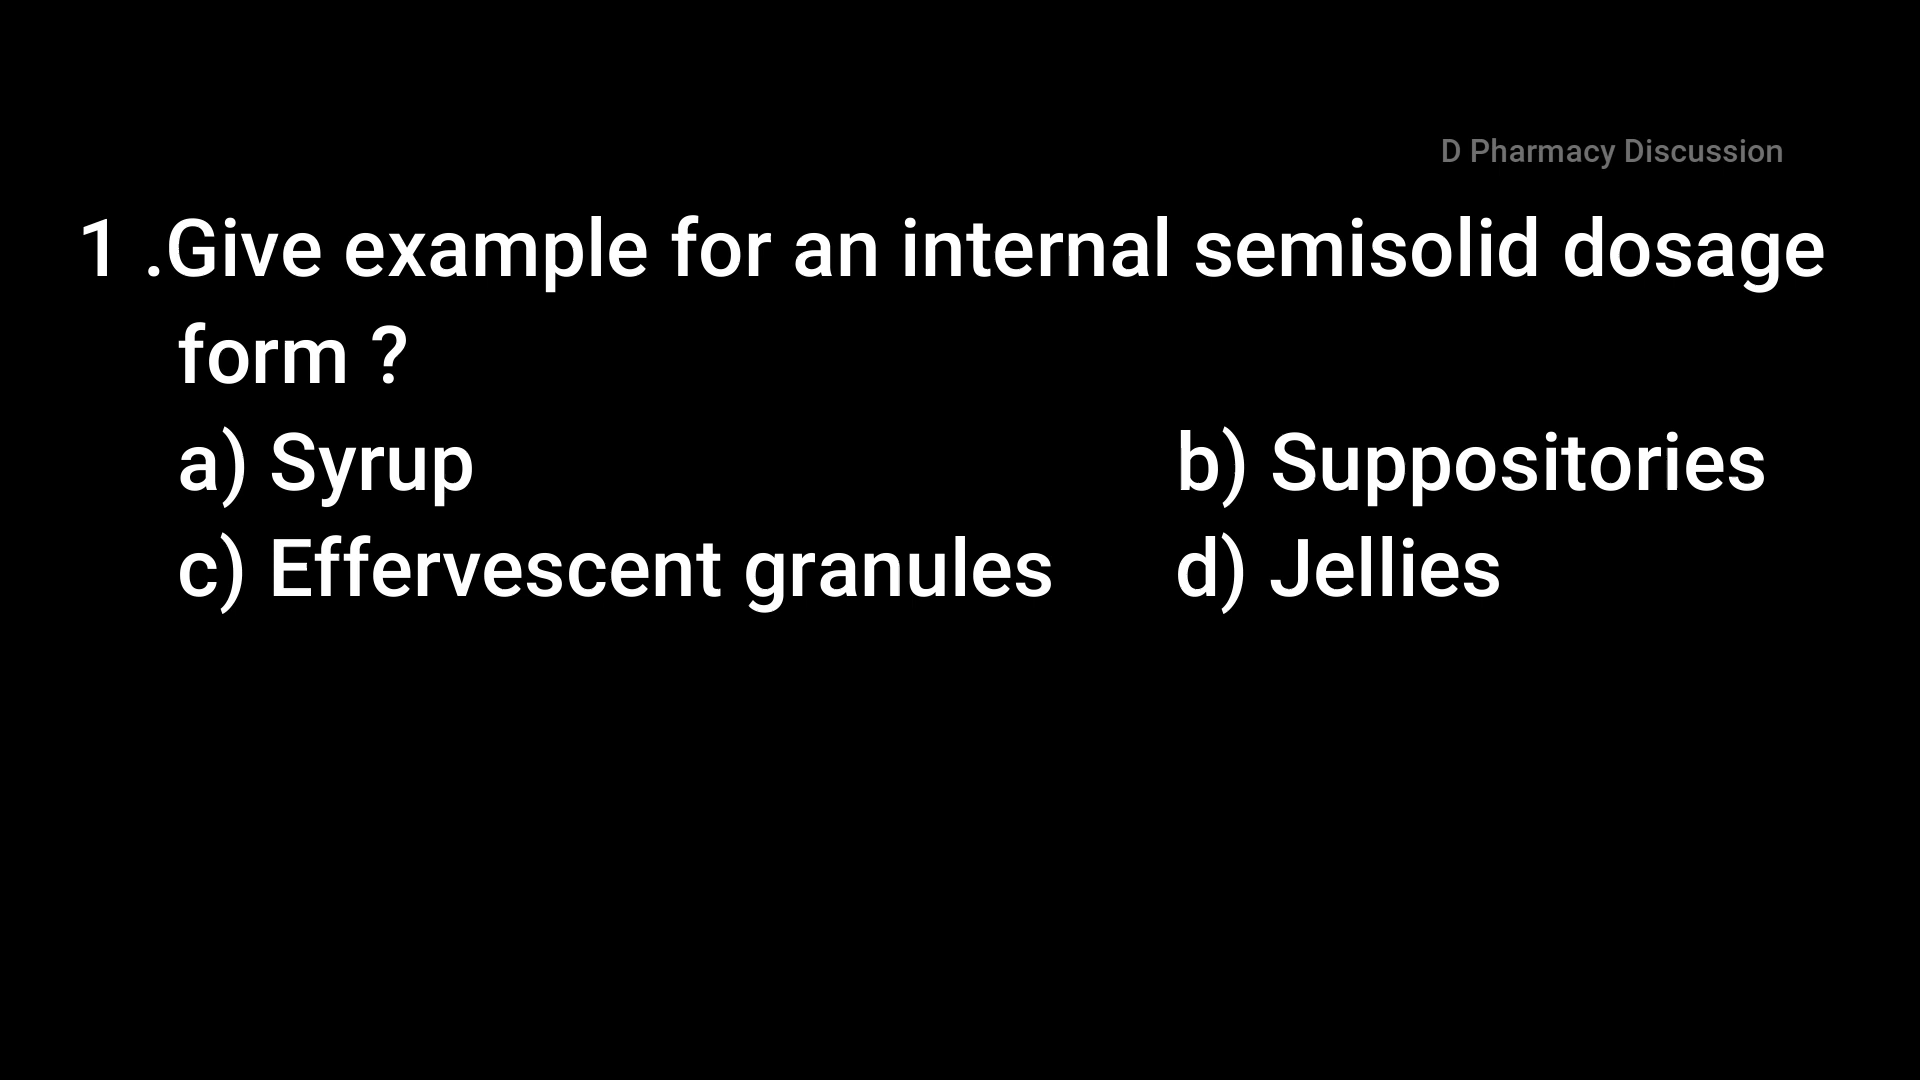 D Pharmacy Discussion
1 .Give example for an internal semisolid dosage
form ?
a) Syrup b) Suppositories
c) Effervescent granules d) Jellies